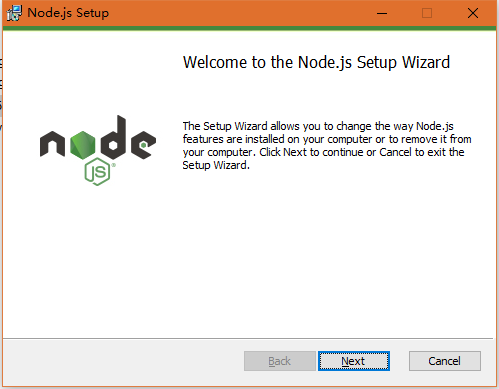 Node.js Setup
Welcome to the Node.js Setup Wizard
The Setup Wizard allows you to change the way Node.js
features are installed on your computer or to remove it from
your computer. Click Next to continue or Cancel to exit the
Setup Wizard.
node
JS
Back
Next
Cancel